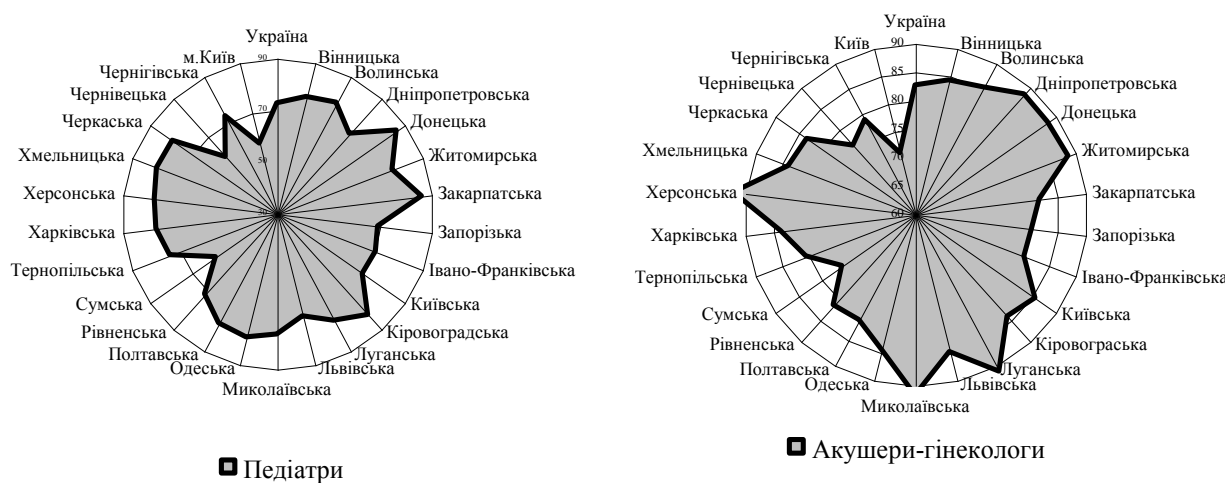 Україна
Вінницька
Волинська
Дніпропетровська
Донецька
Житомирська
Закарпатська
Запорізька
Івано-Франківська
Київська
Кіровоградська
Луганська
Львівська
Миколаївська
Одеська
Полтавська
Рівненська
Сумська
Тернопільська
Харківська
Херсонська
Хмельницька
Черкаська
Чернівецька
Чернігівська
м.Київ
90
70
50
30
Педіатри
Україна
Вінницька
Волинська
Дніпропетровська
Донецька
Житомирська
Закарпатська
Запорізька
Івано-Франківська
Київська
Кіровограська
Луганська
Львівська
Миколаївська
Одеська
Полтавська
Рівненська
Сумська
Тернопільська
Харківська
Херсонська
Хмельницька
Черкаська
Чернівецька
Чернігівська
Київ
90
85
80
75
70
65
60
Акушери-гінекологи